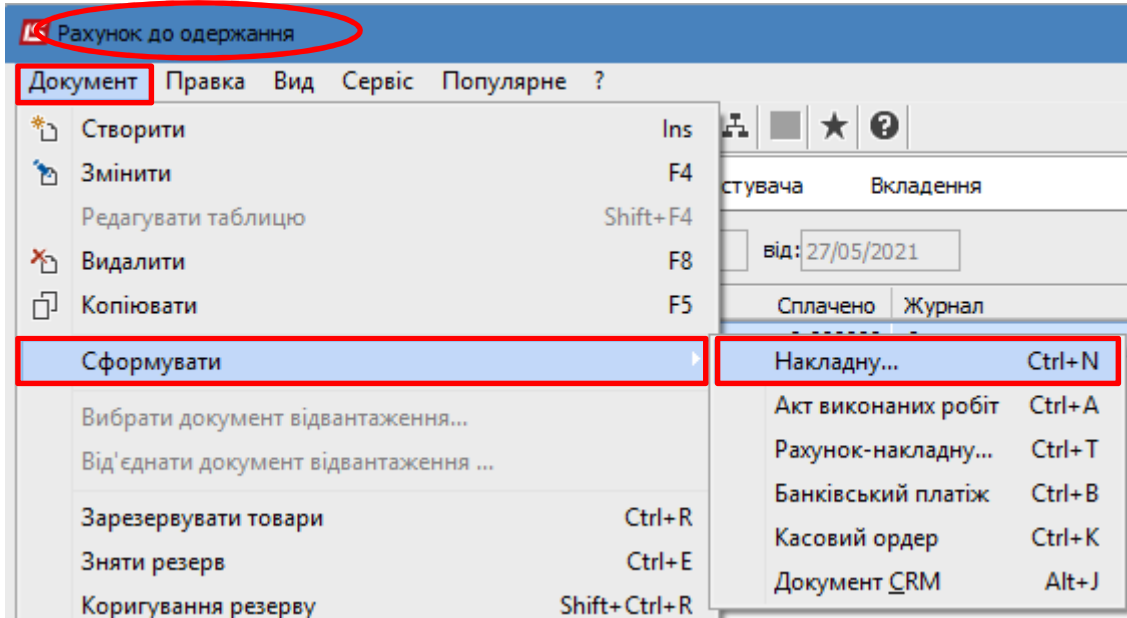 Рахунок до одержання
Документ Правка Вид Сервіс Популярне ?
Створити Ins
Змінити F4
стувача Вкладення
Редагувати таблицю Shift+F4
від: 27/05/2021
Видалити F8
Копіювати F5
Сплачено Журнал
Сформувати
Накладну... Ctrl+N
Акт виконаних робіт Ctrl+A
Вибрати документ відвантаження...
Рахунок-накладну... Ctrl+T
Від'єднати документ відвантаження ...
Банківський платіж Ctrl+B
Зарезервувати товари Ctrl+R
Касовий ордер Ctrl+K
Зняти резерв Ctrl+E
Документ CRM Alt+J
Коригування резерву Shift+Ctrl+R